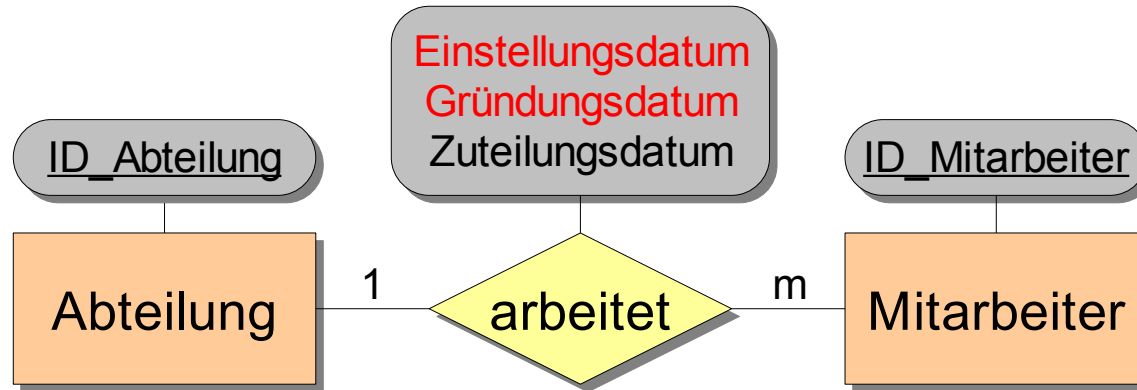 Einstellungsdatum
Gründungsdatum
Zuteilungsdatum
ID_Abteilung
ID_Mitarbeiter
Abteilung
1
arbeitet
m
Mitarbeiter